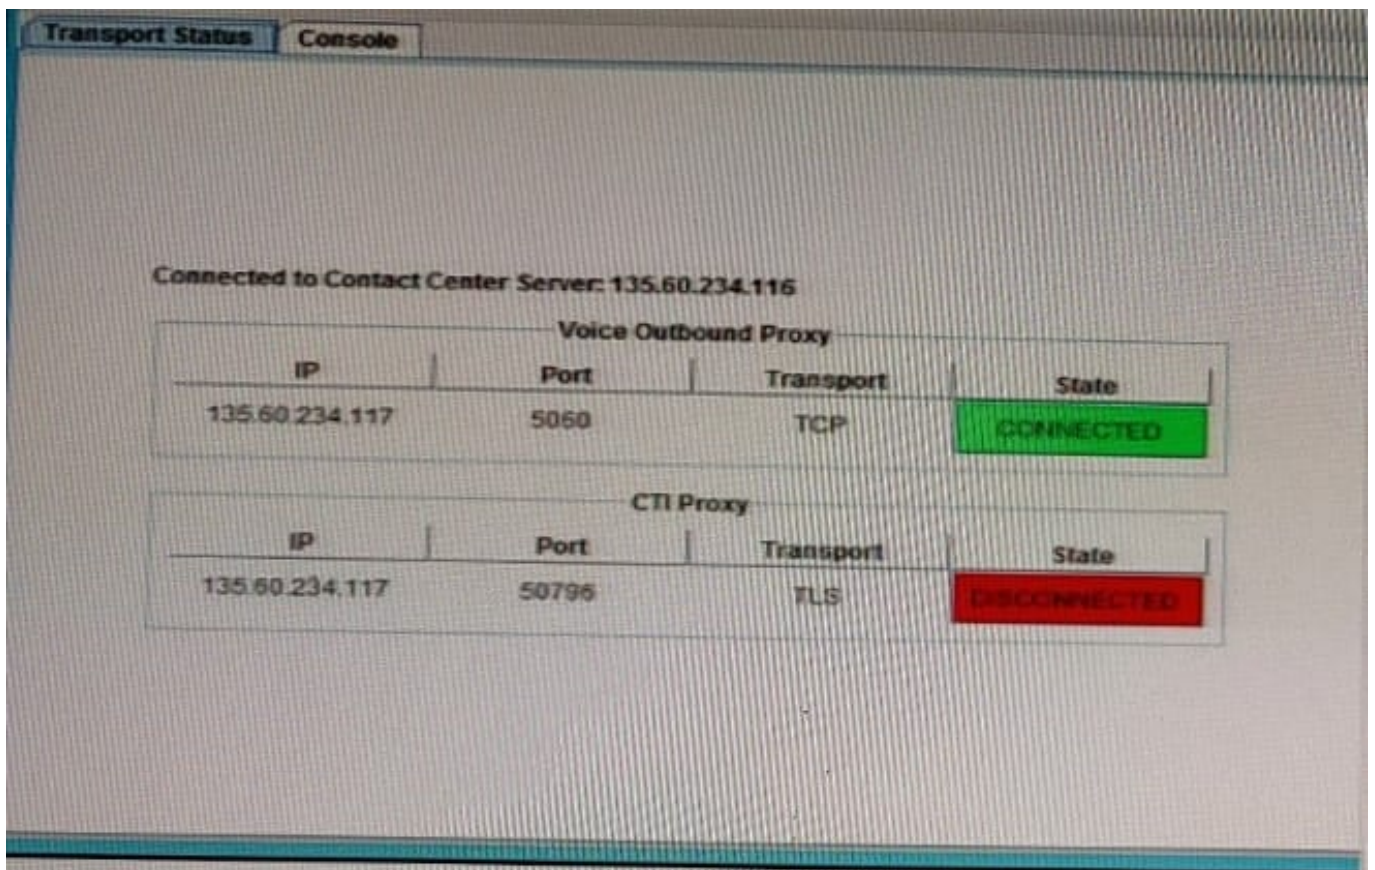 Transport Status Console
Connected to Contact Center Server: 135.60.234.116
Voice Outbound Proxy
IP Port Transport State
135.60.234.117 5060 TCP CONNECTED
CTI Proxy
IP Port Transport State
135.60.234.117 50796 TLS DISCONNECTED